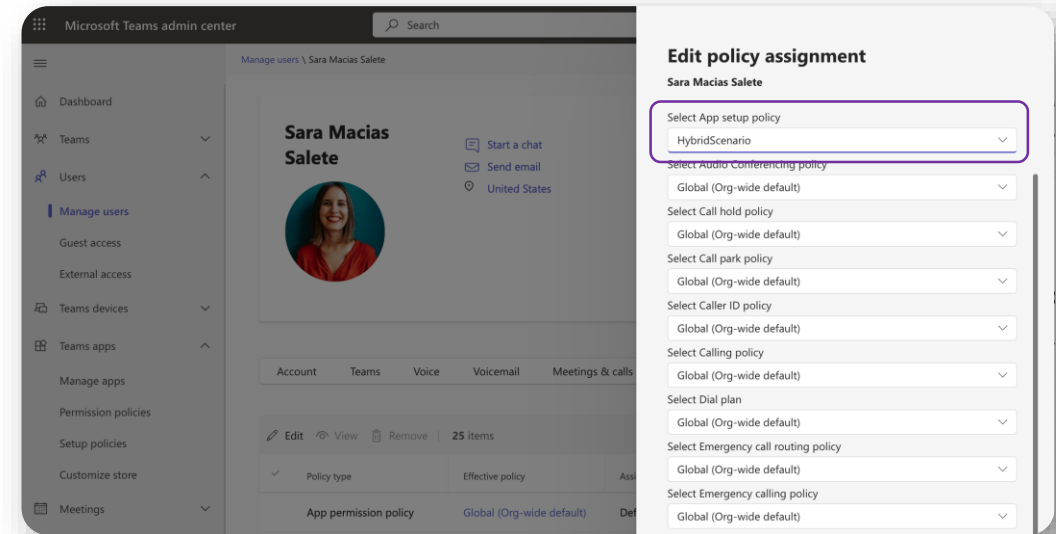 Microsoft Teams admin center
Search
Manage users \ Sara Macias Salete
Dashboard
Teams
Users
Manage users
Guest access
External access
Teams devices
Teams apps
Manage apps
Permission policies
Setup policies
Customize store
Meetings
Sara Macias
Salete
Start a chat
Send email
United States
Account Teams Voice Voicemail Meetings & calls
Edit View Remove 25 items
Policy type Effective policy
App permission policy Global (Org-wide default)
Edit policy assignment
Sara Macias Salete
Select App setup policy
HybridScenario
Select Audio Conferencing policy
Global (Org-wide default)
Select Call hold policy
Global (Org-wide default)
Select Call park policy
Global (Org-wide default)
Select Caller ID policy
Global (Org-wide default)
Select Calling policy
Global (Org-wide default)
Select Dial plan
Global (Org-wide default)
Select Emergency call routing policy
Global (Org-wide default)
Select Emergency calling policy
Global (Org-wide default)